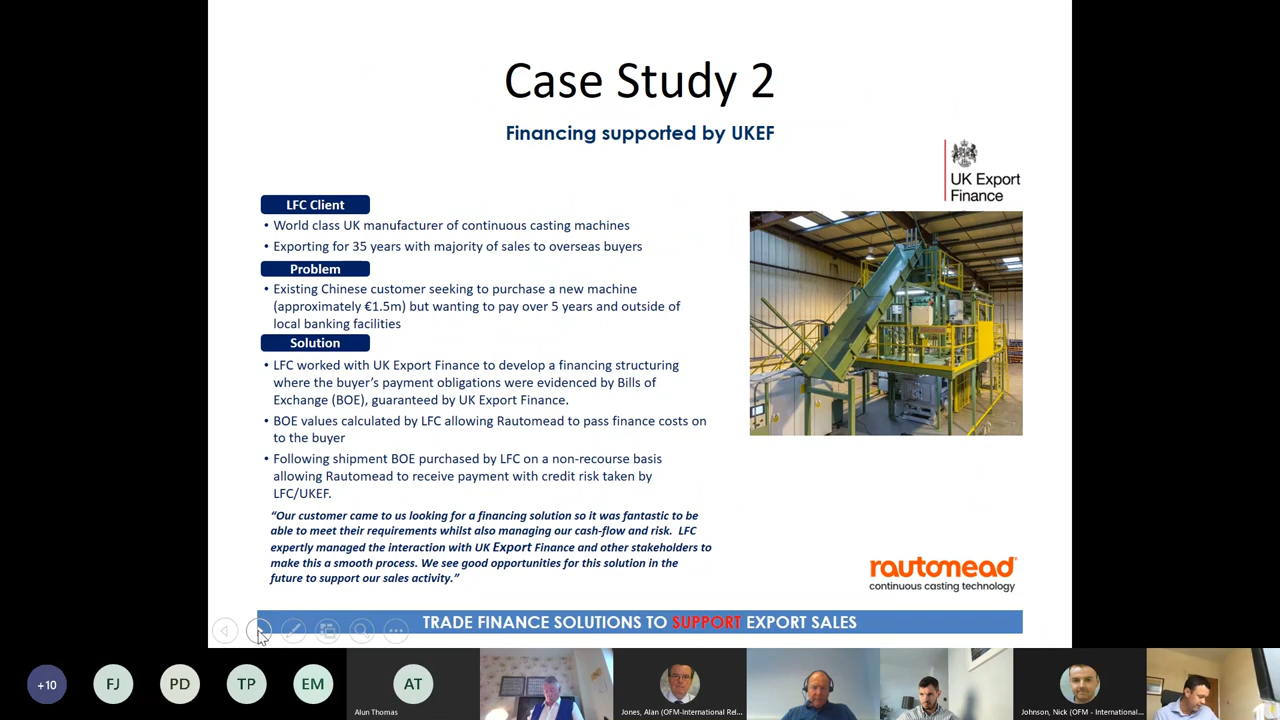 Case Study 2
Financing supported by UKEF
UK Export
Finance
LFC Client
• World class UK manufacturer of continuous casting machines
• Exporting for 35 years with majority of sales to overseas buyers
Problem
• Existing Chinese customer seeking to purchase a new machine
(approximately €1.5m) but wanting to pay over 5 years and outside of
local banking facilities
Solution
• LFC worked with UK Export Finance to develop a financing structuring
where the buyer’s payment obligations were evidenced by Bills of
Exchange (BOE), guaranteed by UK Export Finance.
• BOE values calculated by LFC allowing Rautomead to pass finance costs on
to the buyer
• Following shipment BOE purchased by LFC on a non-recourse basis
allowing Rautomead to receive payment with credit risk taken by
LFC/UKEF.
“Our customer came to us looking for a financing solution so it was fantastic to be
able to meet their requirements whilst also managing our cash-flow and risk. LFC
expertly managed the interaction with UK Export Finance and other stakeholders to
make this a smooth process. We see good opportunities for this solution in the
future to support our sales activity.”
rautomead®
continuous casting technology
TRADE FINANCE SOLUTIONS TO SUPPORT EXPORT SALES
+10
FJ
PD
TP
EM
AT
Alun Thomas
Jones, Alan (OFM-International Rel...
Johnson, Nick (OFM - International...